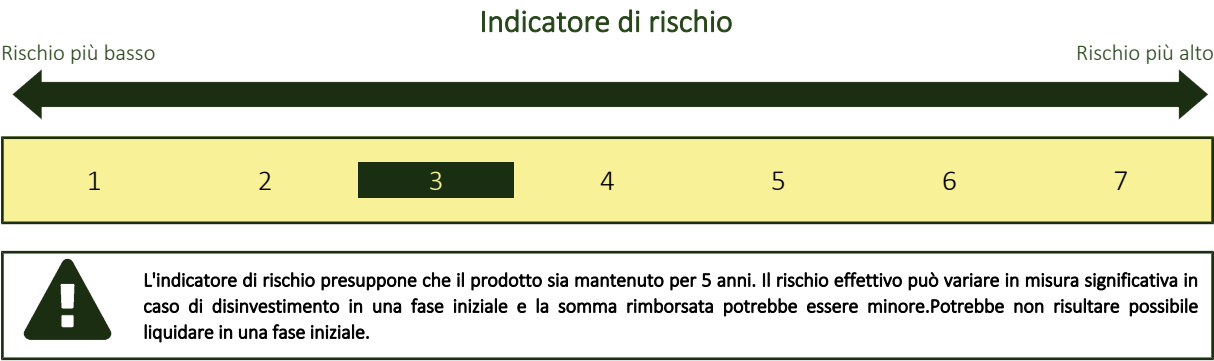 Indicatore di rischio
Rischio più basso Rischio più alto
1 2 3 4 5 6 7
L'indicatore di rischio presuppone che il prodotto sia mantenuto per 5 anni. Il rischio effettivo può variare in misura significativa in
caso di disinvestimento in una fase iniziale e la somma rimborsata potrebbe essere minore.Potrebbe non risultare possibile
liquidare in una fase iniziale.